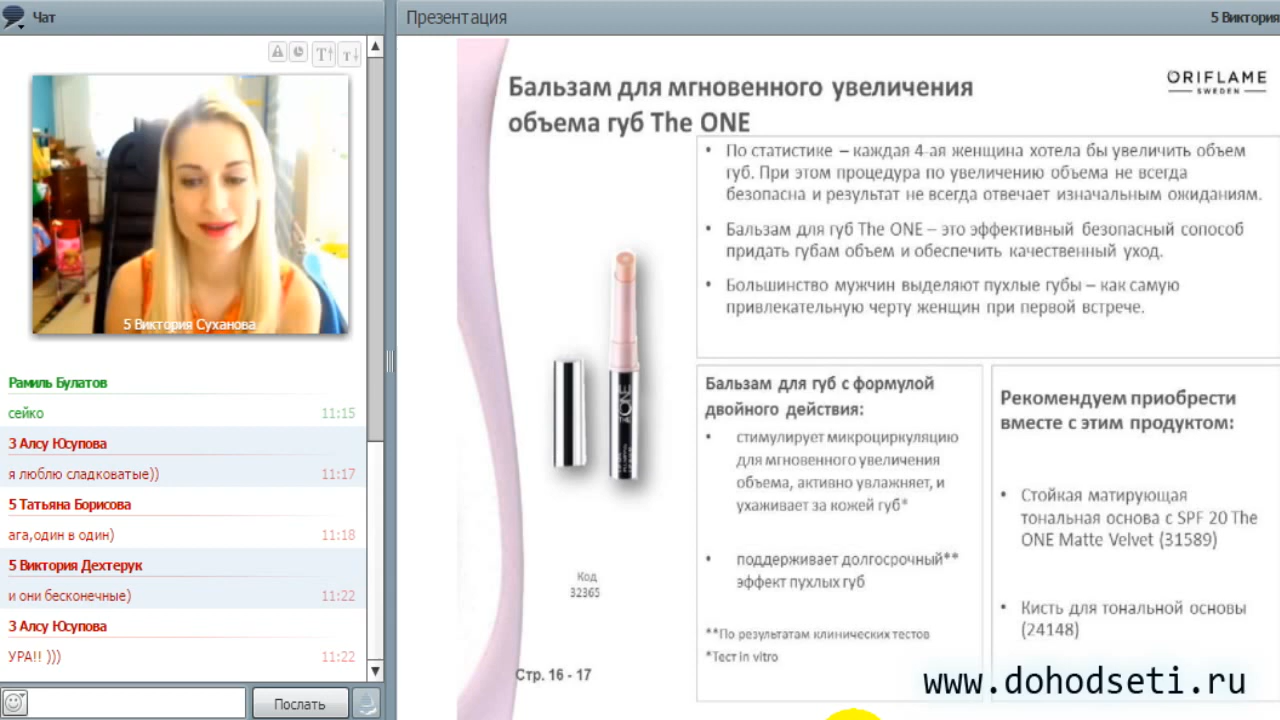 Чат
5 Виктория Суханова
Рамиль Булатов
сейко 11:15
3 Алсу Юсупова
я люблю сладковатые)) 11:17
5 Татьяна Борисова
ага,один в один) 11:18
5 Виктория Дехтерук
и они бесконечные) 11:22
3 Алсу Юсупова
УРА!! ))) 11:22
Послать
Презентация
5 Виктория
Бальзам для мгновенного увеличения
объема губ The ONE
ORIFLAME
SWEDEN
• По статистике – каждая 4-ая женщина хотела бы увеличить объем
губ. При этом процедура по увеличению объема не всегда
безопасна и результат не всегда отвечает изначальным ожиданиям.
• Бальзам для губ The ONE – это эффективный безопасный сопособ
придать губам объем и обеспечить качественный уход.
• Большинство мужчин выделяют пухлые губы – как самую
привлекательную черту женщин при первой встрече.
THE ONE
Код
32365
Стр. 16 - 17
Бальзам для губ с формулой
двойного действия:
• стимулирует микроциркуляцию
для мгновенного увеличения
объема, активно увлажняет, и
ухаживает за кожей губ*
• поддерживает долгосрочный**
эффект пухлых губ
**По результатам клинических тестов
*Тест in vitro
Рекомендуем приобрести
вместе с этим продуктом:
• Стойкая матирующая
тональная основа с SPF 20 The
ONE Matte Velvet (31589)
• Кисть для тональной основы
(24148)
www.dohodseti.ru